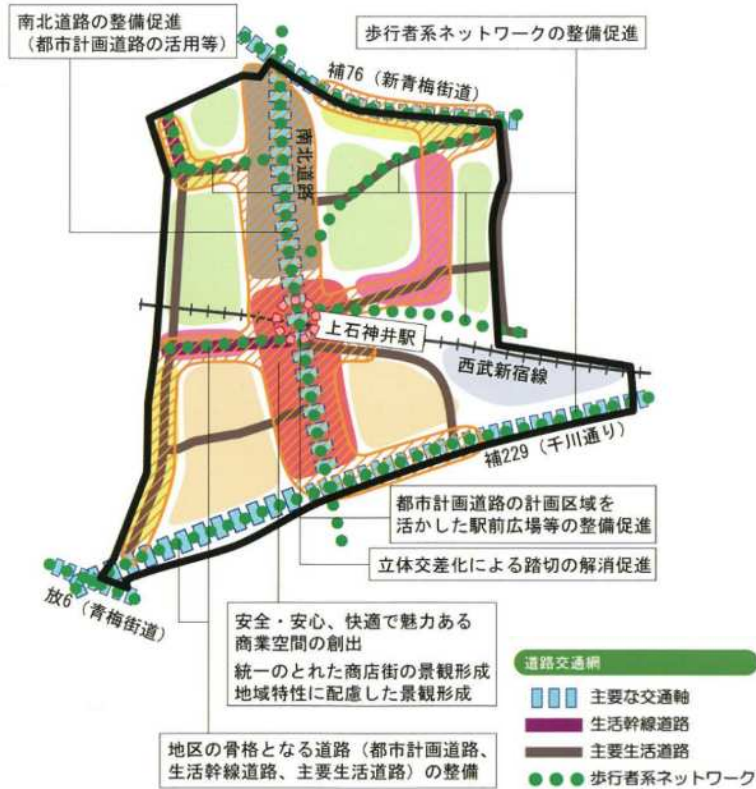 南北道路の整備促進
（都市計画道路の活用等）
歩行者系ネットワークの整備促進
補76（新青梅街道）
南北道路
上石神井駅
西武新宿線
補229（千川通り）
都市計画道路の計画区域を
活かした駅前広場等の整備促進
立体交差化による踏切の解消促進
放6（青梅街道）
安全・安心、快適で魅力ある
商業空間の創出
統一のとれた商店街の景観形成
地域特性に配慮した景観形成
地区の骨格となる道路（都市計画道路、
生活幹線道路、主要生活道路）の整備
道路交通網
主要な交通軸
生活幹線道路
主要生活道路
歩行者系ネットワーク